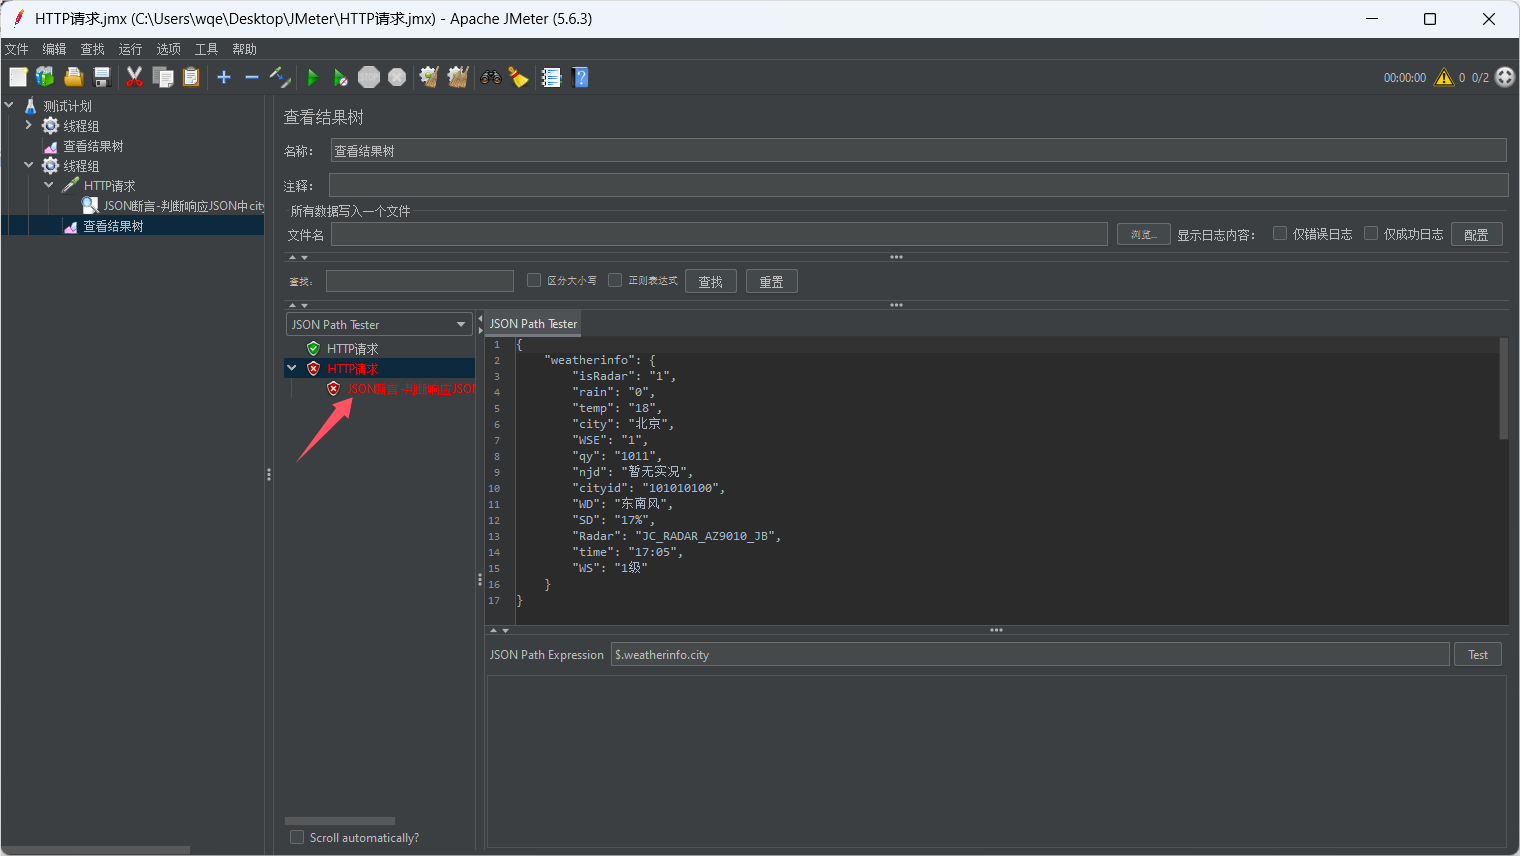 HTTP请求.jmx (C:\Users\wqe\Desktop\JMeter\HTTP请求.jmx) - Apache JMeter (5.6.3)
文件 编辑 查找 运行 选项 工具 帮助
STOP
00:00:00 0 0/2
测试计划
线程组
查看结果树
线程组
HTTP请求
JSON断言-判断响应JSON中city
查看结果树
查看结果树
名称： 查看结果树
注释：
所有数据写入一个文件
文件名 浏览... 显示日志内容： 仅错误日志 仅成功日志 配置
查找： 区分大小写 正则表达式 查找 重置
JSON Path Tester
HTTP请求
HTTP请求
JSON断言-判断响应JSON
JSON Path Tester
1 {
2 "weatherinfo": {
3 "isRadar": "1",
4 "rain": "0",
5 "temp": "18",
6 "city": "北京",
7 "WSE": "1",
8 "qy": "1011",
9 "njd": "暂无实况",
10 "cityid": "101010100",
11 "WD": "东南风",
12 "SD": "17%",
13 "Radar": "JC_RADAR_AZ9010_JB",
14 "time": "17:05",
15 "WS": "1级"
16 }
17 }
JSON Path Expression $.weatherinfo.city Test
Scroll automatically?